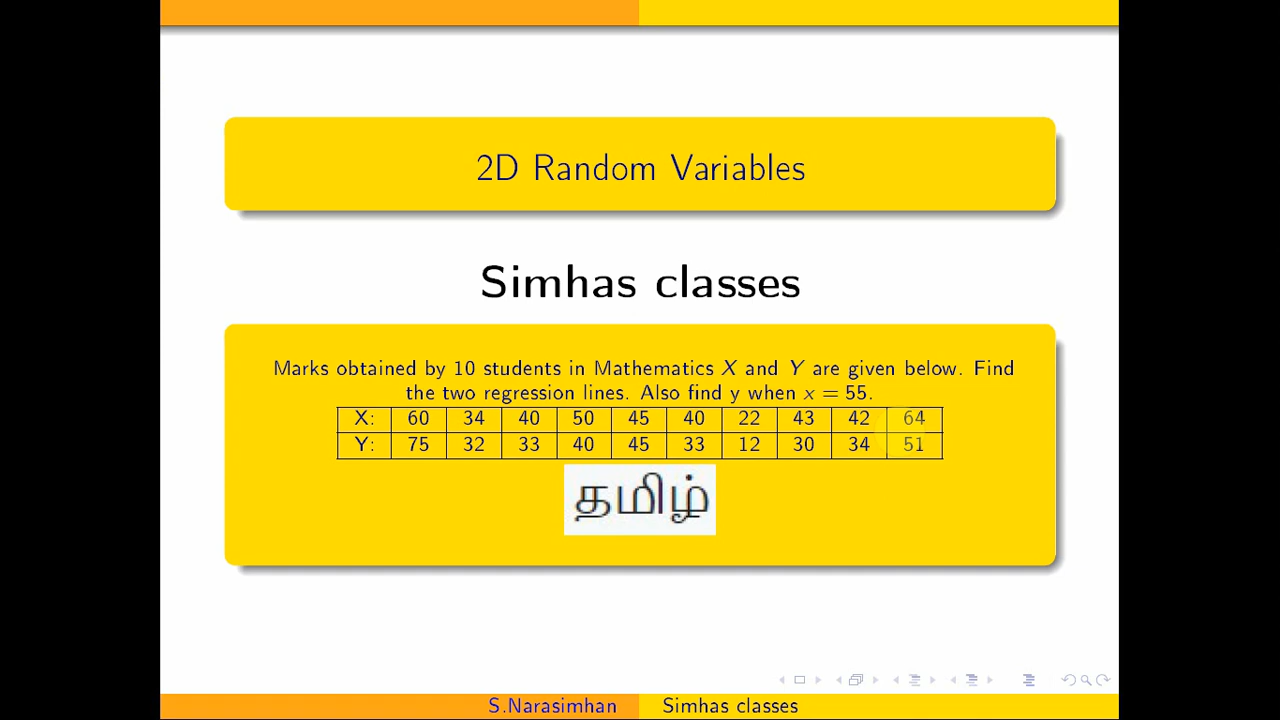 2D Random Variables
Simhas classes
Marks obtained by 10 students in Mathematics X and Y are given below. Find
the two regression lines. Also find y when x = 55.
X: 60 34 40 50 45 40 22 43 42 64
Y: 75 32 33 40 45 33 12 30 34 51
தமிழ்
S.Narasimhan Simhas classes